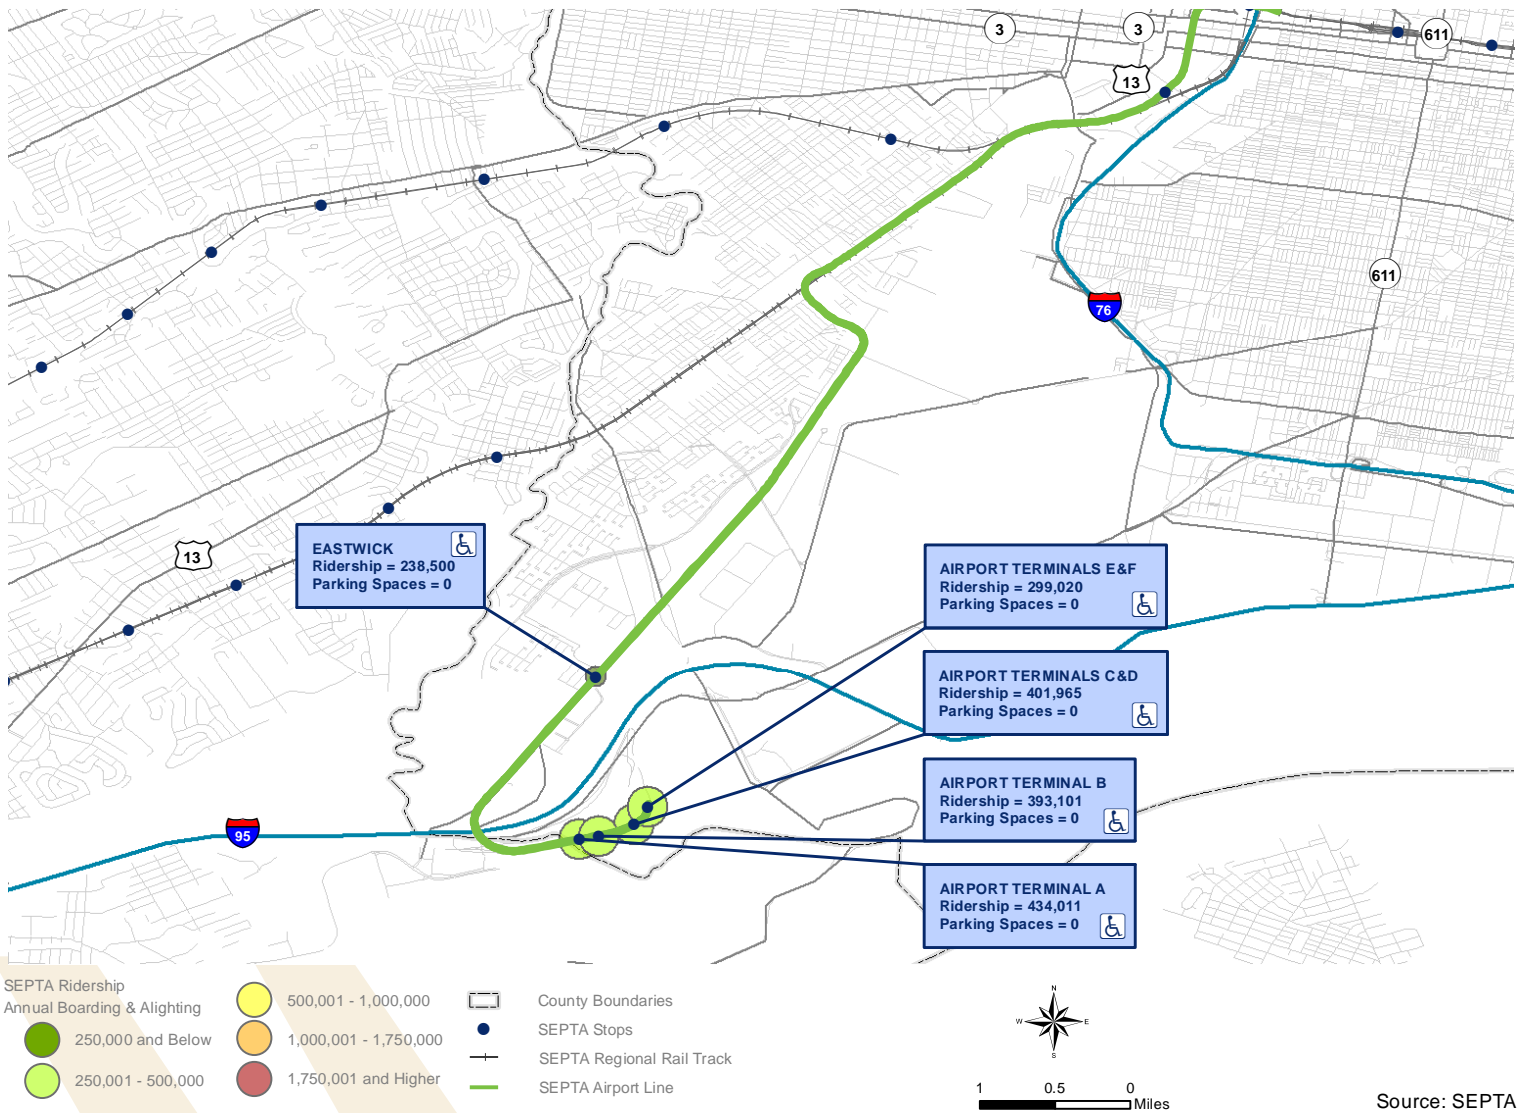 3
3
611
13
611
76
EASTWICK
Ridership = 238,500
Parking Spaces = 0
13
AIRPORT TERMINALS E&F
Ridership = 299,020
Parking Spaces = 0
AIRPORT TERMINALS C&D
Ridership = 401,965
Parking Spaces = 0
AIRPORT TERMINAL B
Ridership = 393,101
Parking Spaces = 0
95
AIRPORT TERMINAL A
Ridership = 434,011
Parking Spaces = 0
SEPTA Ridership
Annual Boarding & Alighting
250,000 and Below
250,001 - 500,000
500,001 - 1,000,000
1,000,001 - 1,750,000
1,750,001 and Higher
County Boundaries
SEPTA Stops
SEPTA Regional Rail Track
SEPTA Airport Line
N
W E
S
1 0.5 0
Miles
Source: SEPTA